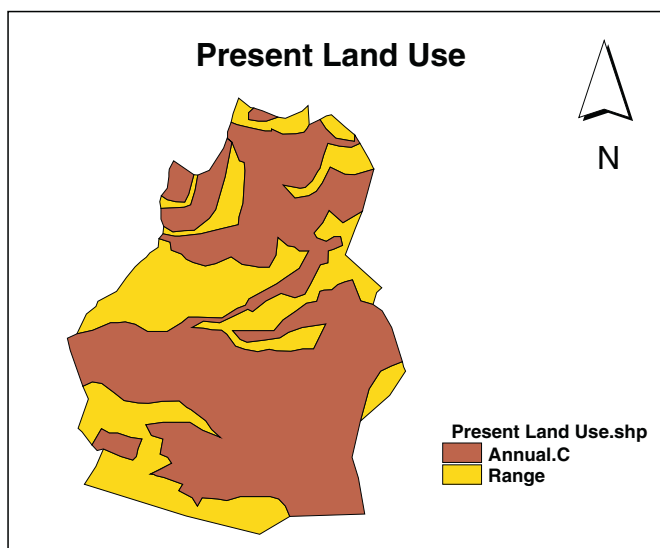 Present Land Use
N
Present Land Use.shp
Annual.C
Range